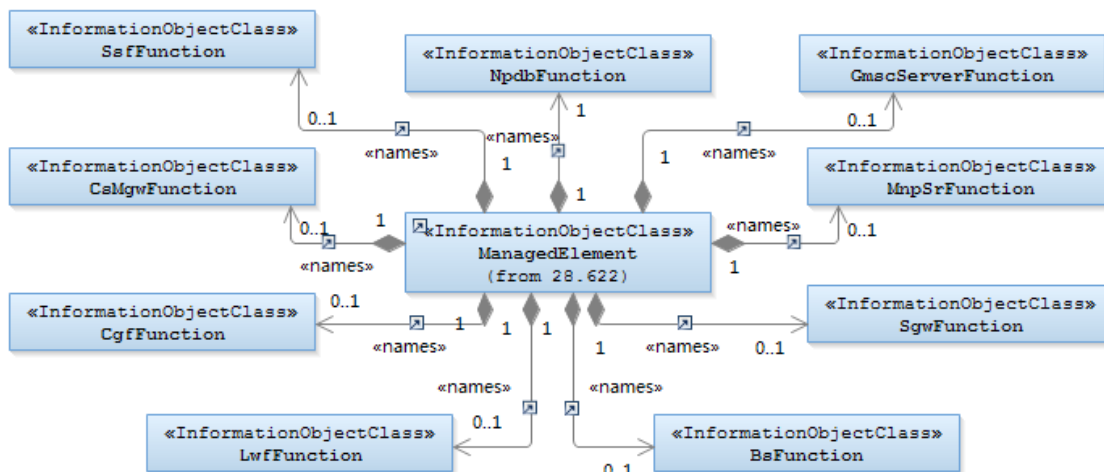 «InformationObjectClass»
SsfFunction
«InformationObjectClass»
NpdbFunction
«InformationObjectClass»
GmscServerFunction
0..1
«names»
1
1
«names»
1
0..1
«names»
1
«InformationObjectClass»
CsMgwFunction
«InformationObjectClass»
MnpSrFunction
0..1
1
«names»
«InformationObjectClass»
ManagedElement
(from 28.622)
«names»
0..1
1
«InformationObjectClass»
CgfFunction
0..1
1
«names»
«InformationObjectClass»
SgwFunction
1
«names»
0..1
1
«names»
0..1
1
«names»
0..1
«InformationObjectClass»
LwfFunction
«InformationObjectClass»
BsFunction